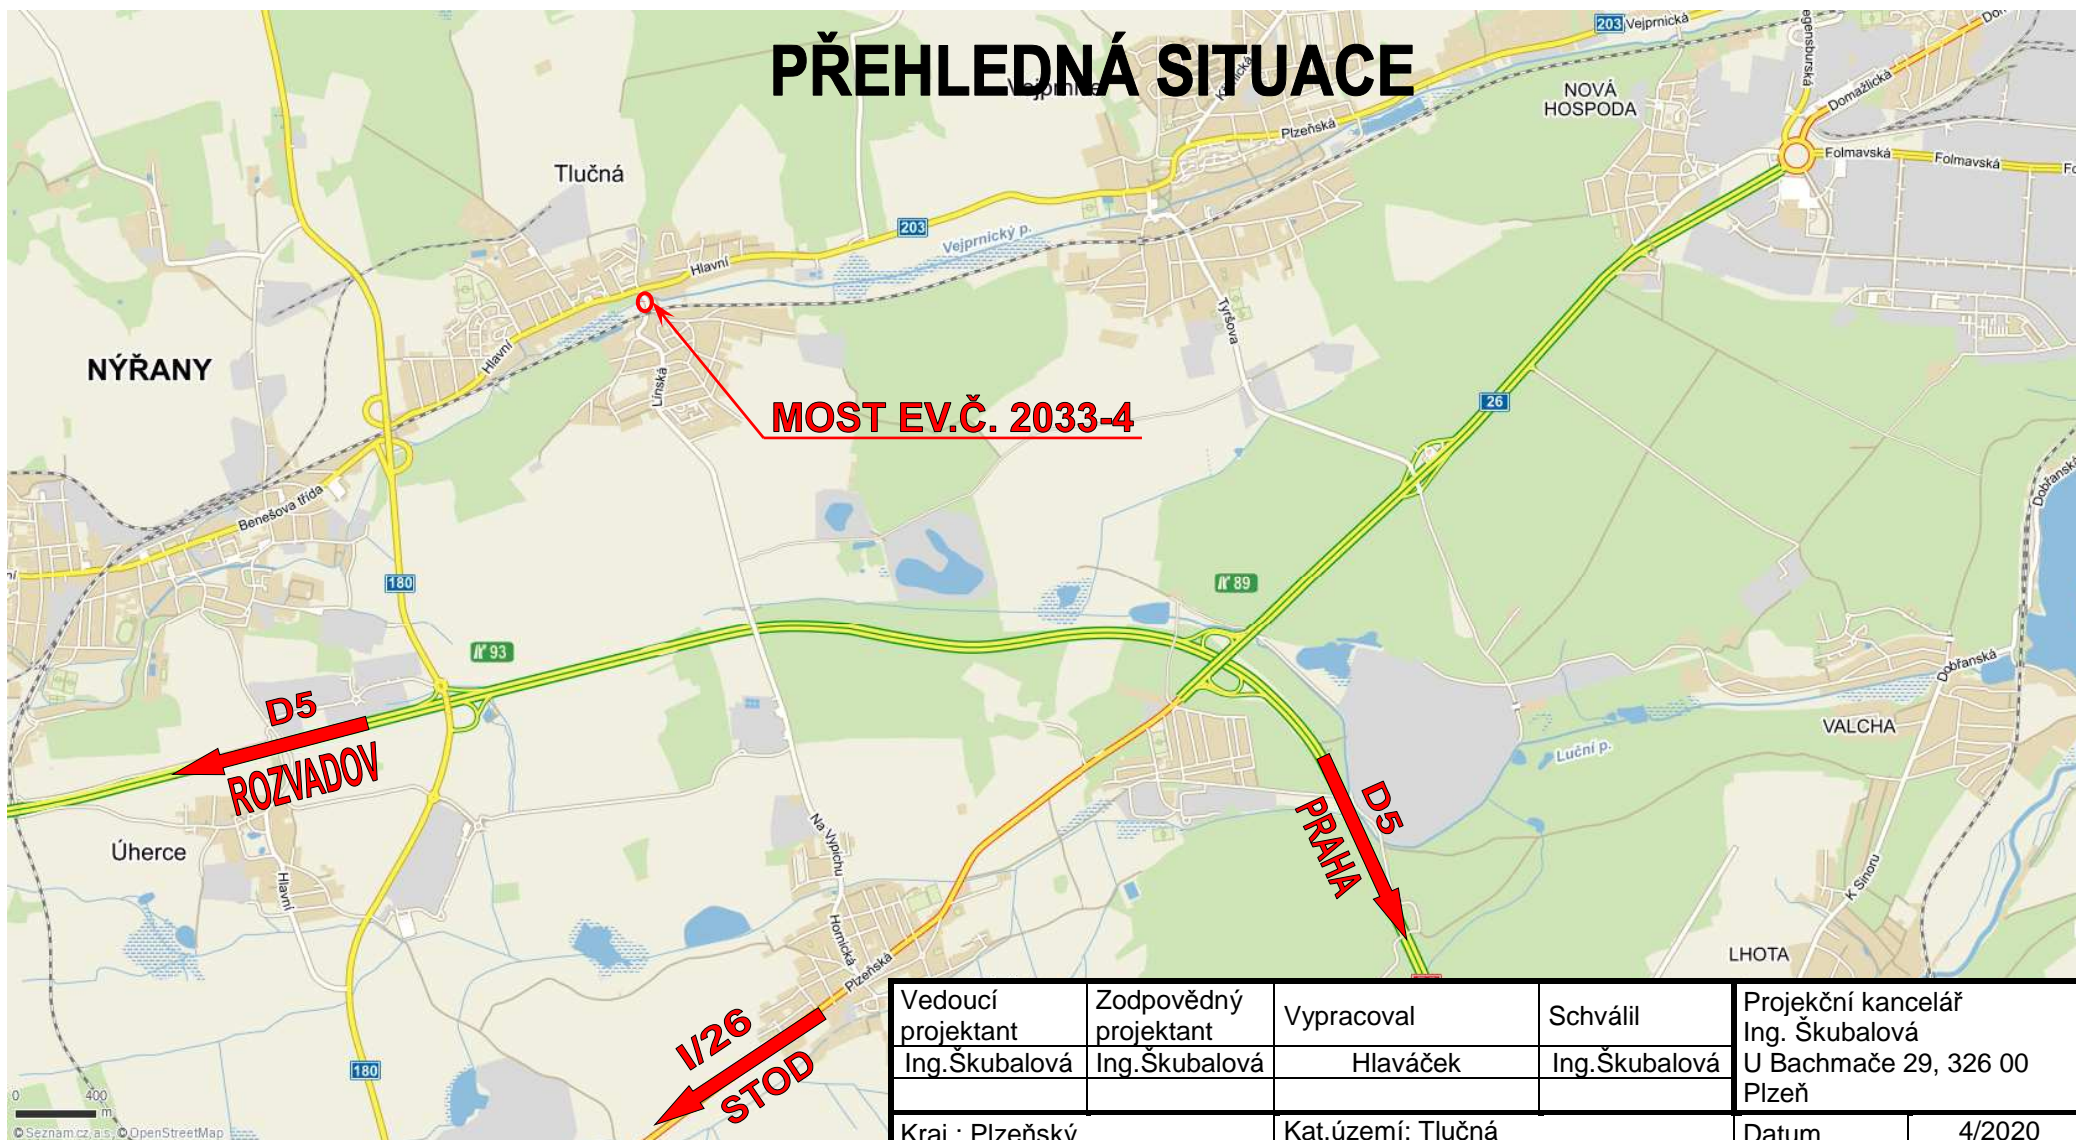 PŘEHLEDNÁ SITUACE
203
Vejprnická
Domažlická
NOVÁ
HOSPODA
Plzeňská
Folmavská
Folmavská
Tlučná
203
Vejprnický p.
Hlavní
Tyršova
Hlavní
NÝŘANY
Línská
MOST EV.Č. 2033-4
26
Dobřanská
Benešova třída
180
89
93
Dobřanská
D5
ROZVADOV
VALCHA
Luční p.
D5
PRAHA
Na Vypichu
Úherce
Hlavní
K Sinoru
Hornická
Plzeňská
LHOTA
I/26
STOD
180
0 400
m
© Seznam.cz, a.s., © OpenStreetMap
Vedoucí
projektant
Zodpovědný
projektant
Vypracoval
Schválil
Projekční kancelář
Ing. Škubalová
U Bachmače 29, 326 00
Plzeň
Ing.Škubalová
Ing.Škubalová
Hlaváček
Ing.Škubalová
Kraj : Plzeňský
Kat.území: Tlučná
Datum
4/2020